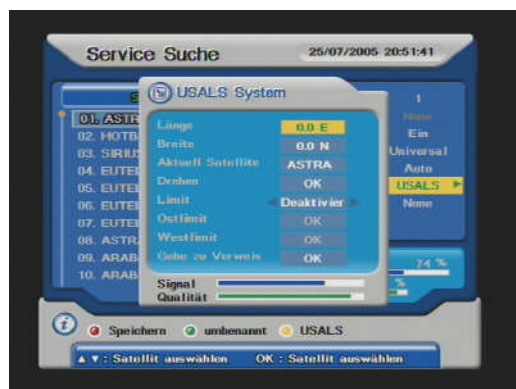 Service Suche 25/07/2005 20:51:41
USALS System
01. ASTR
02. HOTB
03. SIRIUS
04. EUTE
05. EUTE
06. EUTE
07. EUTE
08. ASTR
09. ARAB
10. ARAB
Länge 0.0 E
Breite 0.0 N
Aktuell Satellite ASTRA
Drehen OK
Limit Deaktivier
Ostlimit OK
Westlimit OK
Gehe zu Verweis OK
Signal
Qualität
1
None
Ein
Universal
Auto
USALS
None
74 %
%
Speichern umbenannt USALS
▲ ▼ : Satellit auswählen OK : Satellit auswählen